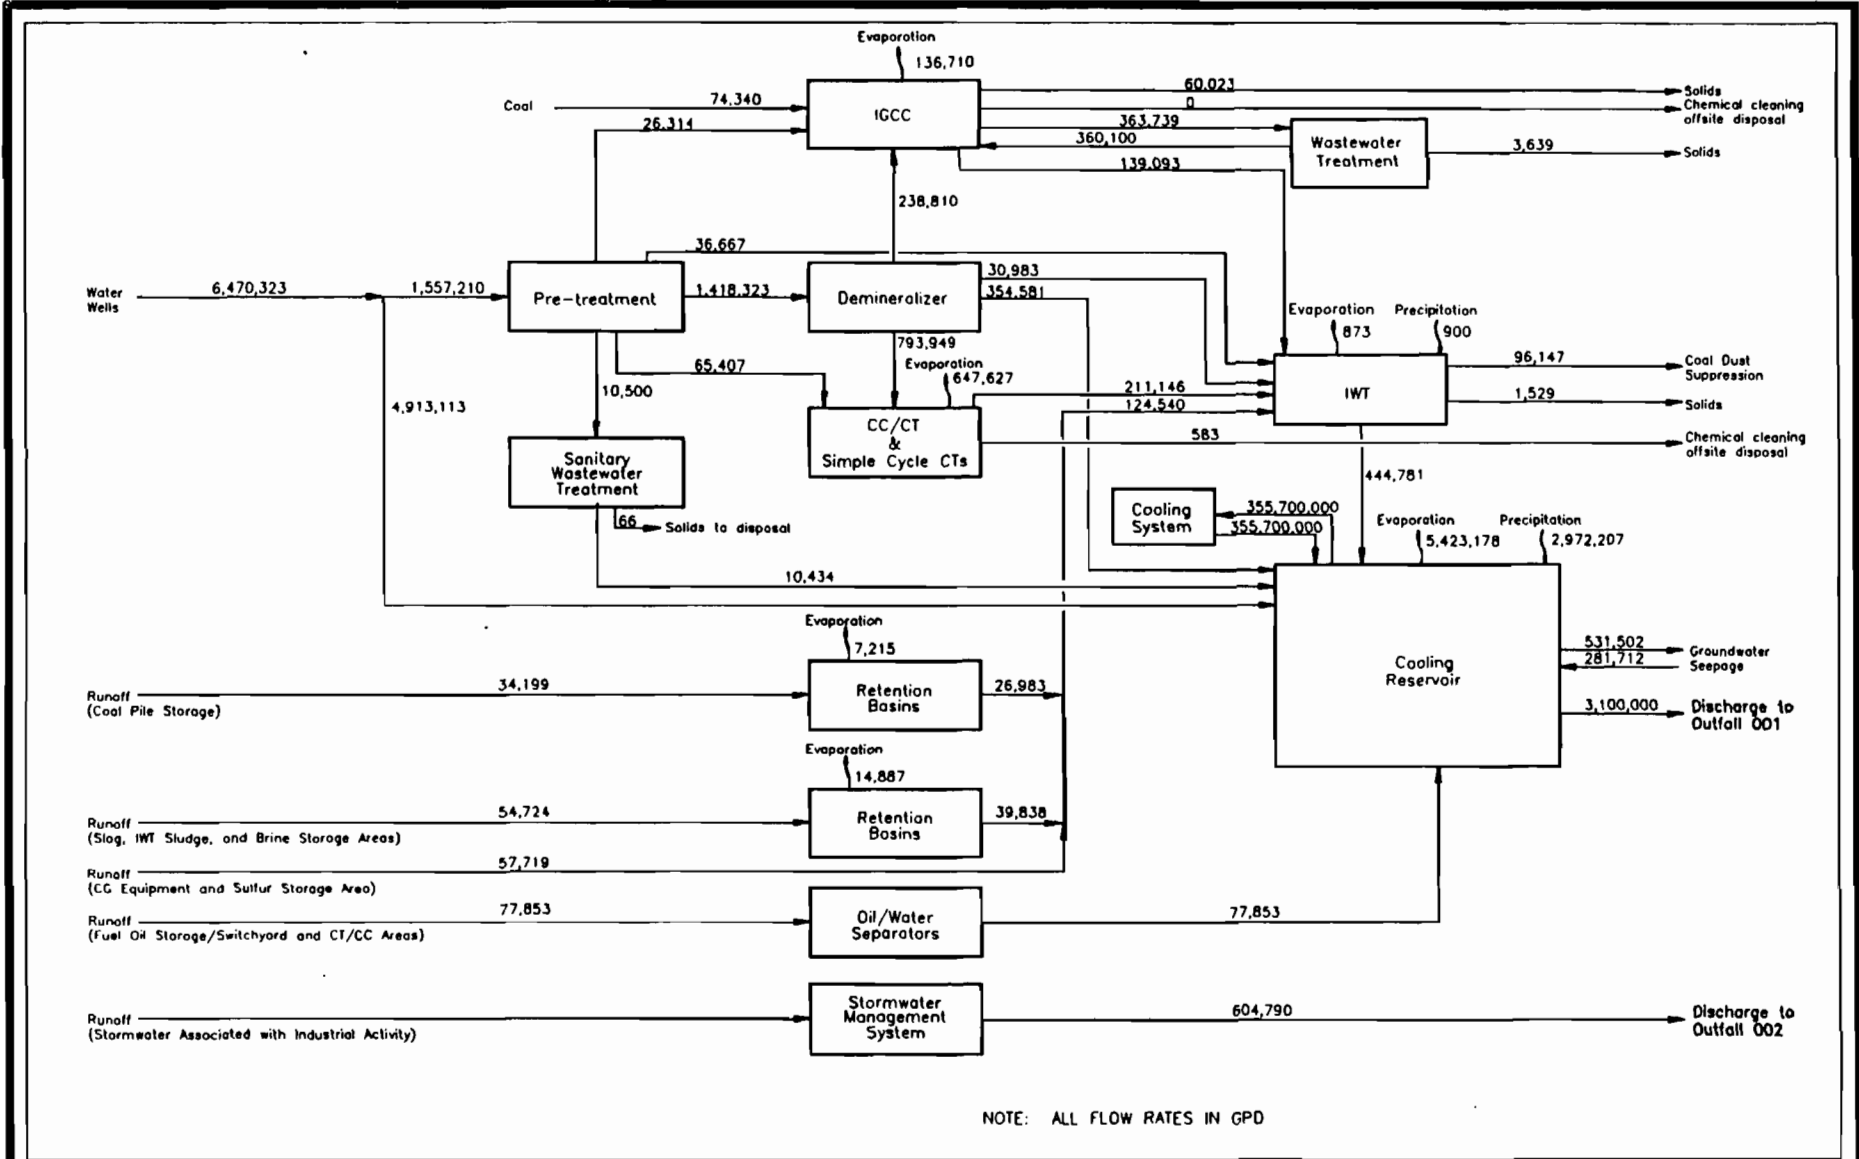 Evaporation
136,710
Coal
74,340
26,314
IGCC
60,023
0
363,739
360,100
139,093
Solids
Chemical cleaning
offsite disposal
Wastewater
Treatment
3,639
Solids
238,810
36,667
Water
Wells
6,470,323
1,557,210
Pre-treatment
1,418,323
Demineralizer
30,983
354,581
793,949
Evaporation
647,627
65,407
10,500
4,913,113
Evaporation
873
Precipitation
900
IWT
96,147
Coal Dust
Suppression
1,529
Solids
211,146
124,540
CC/CT
&
Simple Cycle CTs
583
Chemical cleaning
offsite disposal
444,781
Sanitary
Wastewater
Treatment
66
Solids to disposal
Cooling
System
355,700,000
355,700,000
Evaporation
5,423,178
Precipitation
2,972,207
10,434
Evaporation
7,215
Runoff
(Coal Pile Storage)
34,199
Retention
Basins
26,983
Cooling
Reservoir
531,502
281,712
Groundwater
Seepage
3,100,000
Discharge to
Outfall 001
Evaporation
14,887
Runoff
(Slag, IWT Sludge, and Brine Storage Areas)
54,724
Retention
Basins
39,838
Runoff
(CG Equipment and Sulfur Storage Area)
57,719
Runoff
(Fuel Oil Storage/Switchyard and CT/CC Areas)
77,853
Oil/Water
Separators
77,853
Runoff
(Stormwater Associated with Industrial Activity)
Stormwater
Management
System
604,790
Discharge to
Outfall 002
NOTE: ALL FLOW RATES IN GPD